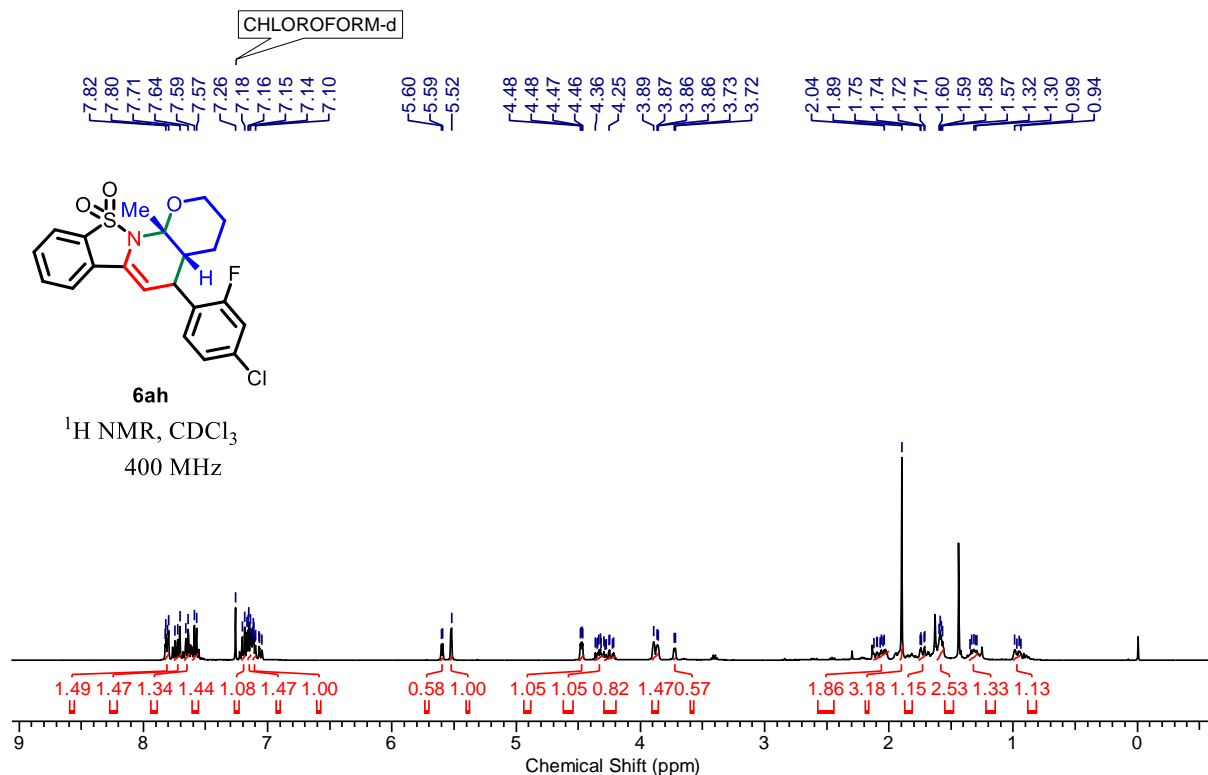 CHLOROFORM-d
7.82 7.80 7.71 7.64 7.59 7.57 7.26 7.18 7.16 7.15 7.14 7.10 5.60 5.59 5.52 4.48 4.48 4.47 4.46 4.36 4.25 3.89 3.87 3.86 3.86 3.73 3.72 2.04 1.89 1.75 1.74 1.72 1.71 1.60 1.59 1.58 1.57 1.32 1.30 0.99 0.94
O
O
S
Me
O
N
H
F
Cl
6ah
¹H NMR, CDCl₃
400 MHz
1.49 1.47 1.34 1.44 1.08 1.47 1.00 0.58 1.00 1.05 1.05 0.82 1.47 0.57 1.86 3.18 1.15 2.53 1.33 1.13
9 8 7 6 5 4 3 2 1 0
Chemical Shift (ppm)